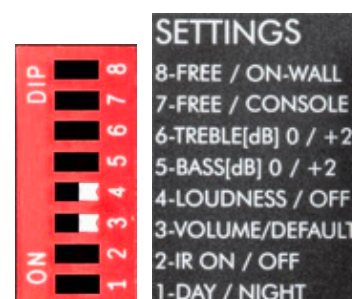 SETTINGS
8-FREE / ON-WALL
7-FREE / CONSOLE
6-TREBLE[dB] 0 / +2
5-BASS[dB] 0 / +2
4-LOUDNESS / OFF
3-VOLUME/DEFAULT
2-IR ON / OFF
1-DAY / NIGHT
DIP
ON
8
7
6
5
4
3
2
1